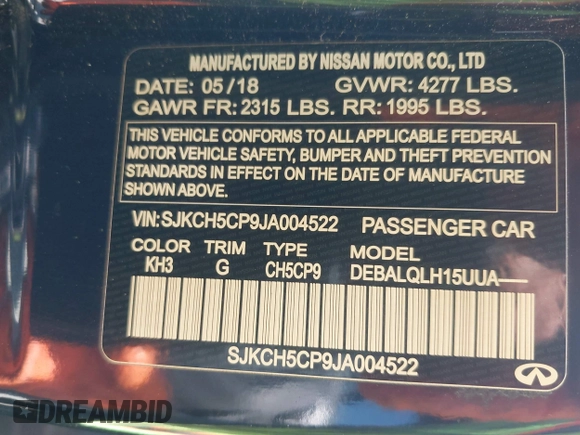 MANUFACTURED BY NISSAN MOTOR CO., LTD
DATE: 05/18 GVWR: 4277 LBS.
GAWR FR: 2315 LBS. RR: 1995 LBS.
THIS VEHICLE CONFORMS TO ALL APPLICABLE FEDERAL
MOTOR VEHICLE SAFETY, BUMPER AND THEFT PREVENTION
STANDARDS IN EFFECT ON THE DATE OF MANUFACTURE
SHOWN ABOVE.
VIN: SJKCH5CP9JA004522 PASSENGER CAR
COLOR TRIM TYPE MODEL
KH3 G CH5CP9 DEBALQLH15UUA—
SJKCH5CP9JA004522
DREAMBID